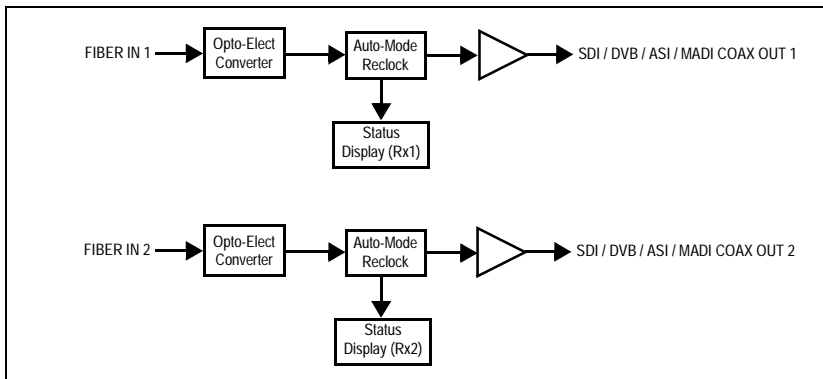 FIBER IN 1
Opto-Elect
Converter
Auto-Mode
Reclock
SDI / DVB / ASI / MADI COAX OUT 1
Status
Display (Rx1)
FIBER IN 2
Opto-Elect
Converter
Auto-Mode
Reclock
SDI / DVB / ASI / MADI COAX OUT 2
Status
Display (Rx2)